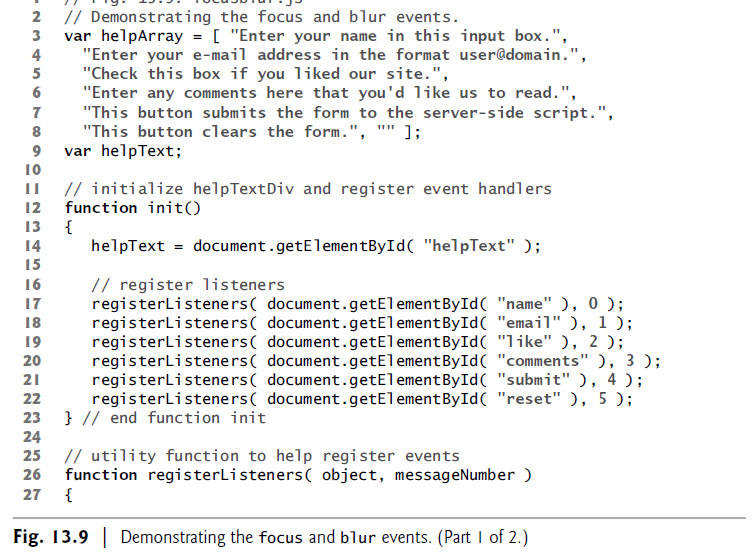 2 // Demonstrating the focus and blur events.
3 var helpArray = [ "Enter your name in this input box.",
4 "Enter your e-mail address in the format user@domain.",
5 "Check this box if you liked our site.",
6 "Enter any comments here that you'd like us to read.",
7 "This button submits the form to the server-side script.",
8 "This button clears the form.", "" ];
9 var helpText;
10
11 // initialize helpTextDiv and register event handlers
12 function init()
13 {
14 helpText = document.getElementById( "helpText" );
15
16 // register listeners
17 registerListeners( document.getElementById( "name" ), 0 );
18 registerListeners( document.getElementById( "email" ), 1 );
19 registerListeners( document.getElementById( "like" ), 2 );
20 registerListeners( document.getElementById( "comments" ), 3 );
21 registerListeners( document.getElementById( "submit" ), 4 );
22 registerListeners( document.getElementById( "reset" ), 5 );
23 } // end function init
24
25 // utility function to help register events
26 function registerListeners( object, messageNumber )
27 {
Fig. 13.9 | Demonstrating the focus and blur events. (Part 1 of 2.)